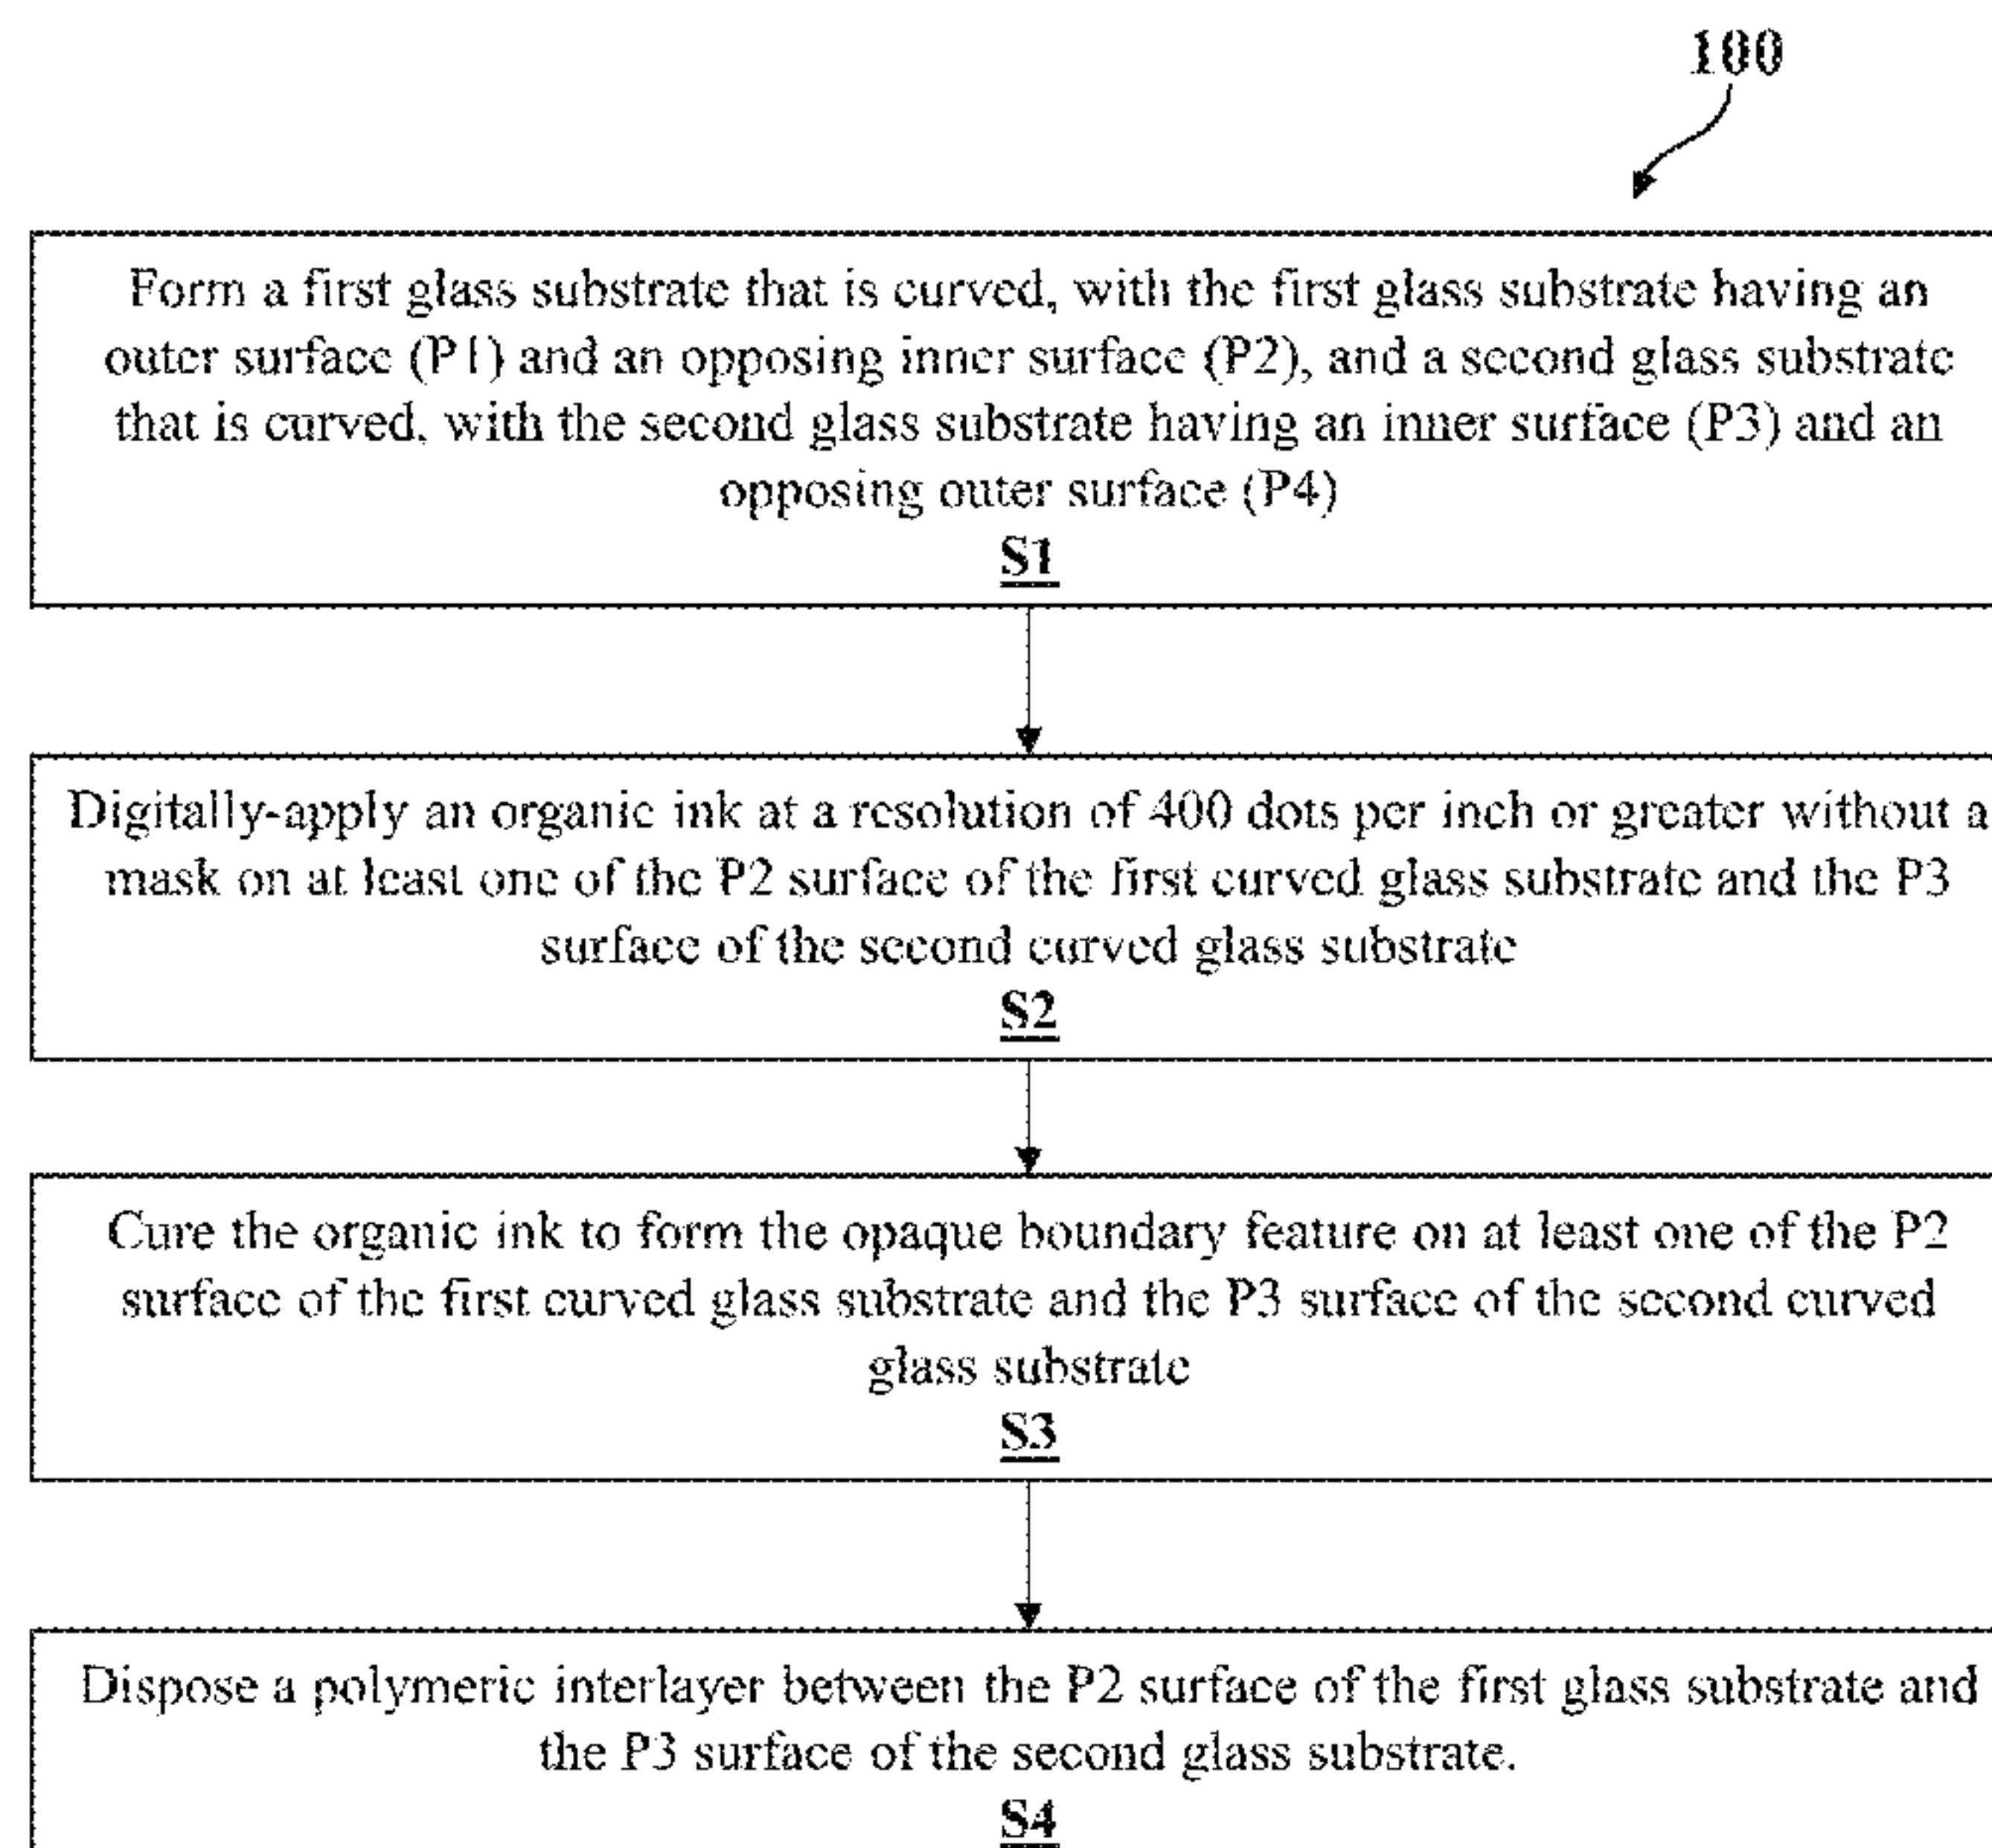 100
Form a first glass substrate that is curved, with the first glass substrate having an
outer surface (P1) and an opposing inner surface (P2), and a second glass substrate
that is curved, with the second glass substrate having an inner surface (P3) and an
opposing outer surface (P4)
S1
Digitally-apply an organic ink at a resolution of 400 dots per inch or greater without a
mask on at least one of the P2 surface of the first curved glass substrate and the P3
surface of the second curved glass substrate
S2
Cure the organic ink to form the opaque boundary feature on at least one of the P2
surface of the first curved glass substrate and the P3 surface of the second curved
glass substrate
S3
Dispose a polymeric interlayer between the P2 surface of the first glass substrate and
the P3 surface of the second glass substrate.
S4